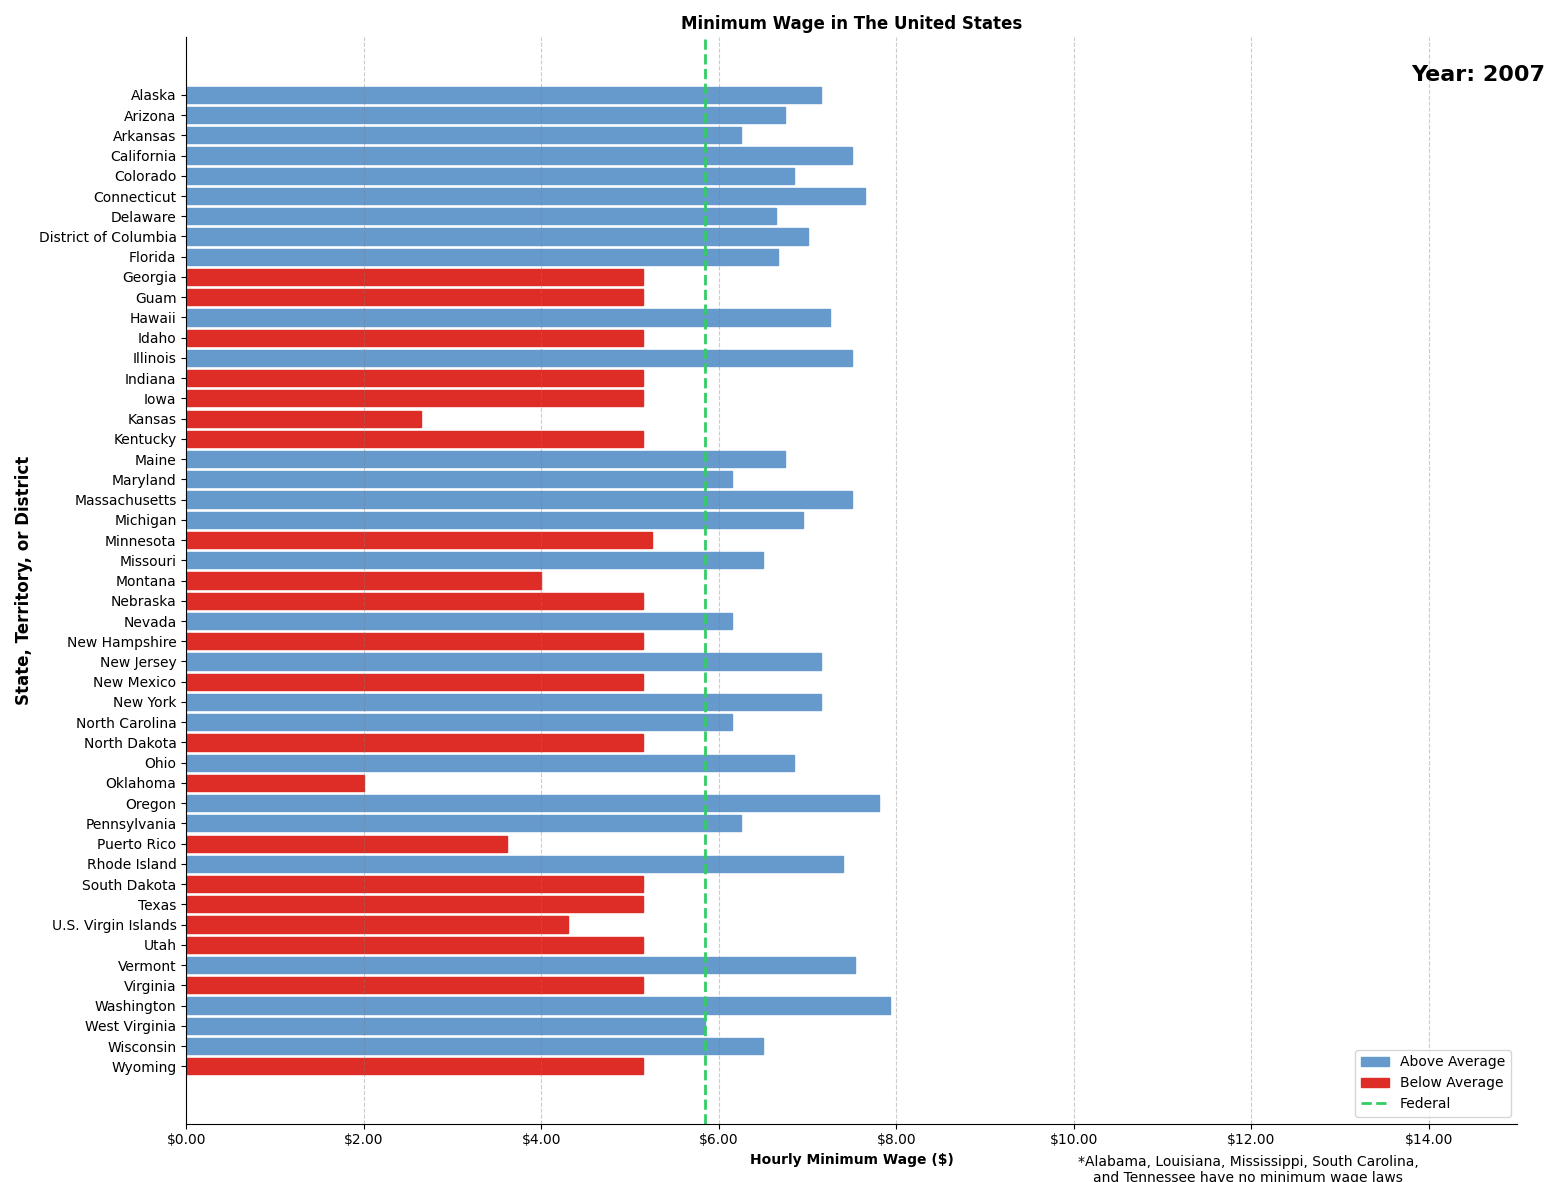 Minimum Wage in The United States
Year: 2007
Alaska
Arizona
Arkansas
California
Colorado
Connecticut
Delaware
District of Columbia
Florida
Georgia
Guam
Hawaii
Idaho
Illinois
Indiana
Iowa
Kansas
Kentucky
Maine
Maryland
Massachusetts
Michigan
Minnesota
Missouri
Montana
Nebraska
Nevada
New Hampshire
New Jersey
New Mexico
New York
North Carolina
North Dakota
Ohio
Oklahoma
Oregon
Pennsylvania
Puerto Rico
Rhode Island
South Dakota
Texas
U.S. Virgin Islands
Utah
Vermont
Virginia
Washington
West Virginia
Wisconsin
Wyoming
State, Territory, or District
Above Average
Below Average
Federal
$0.00 $2.00 $4.00 $6.00 $8.00 $10.00 $12.00 $14.00
Hourly Minimum Wage ($)
*Alabama, Louisiana, Mississippi, South Carolina,
and Tennessee have no minimum wage laws